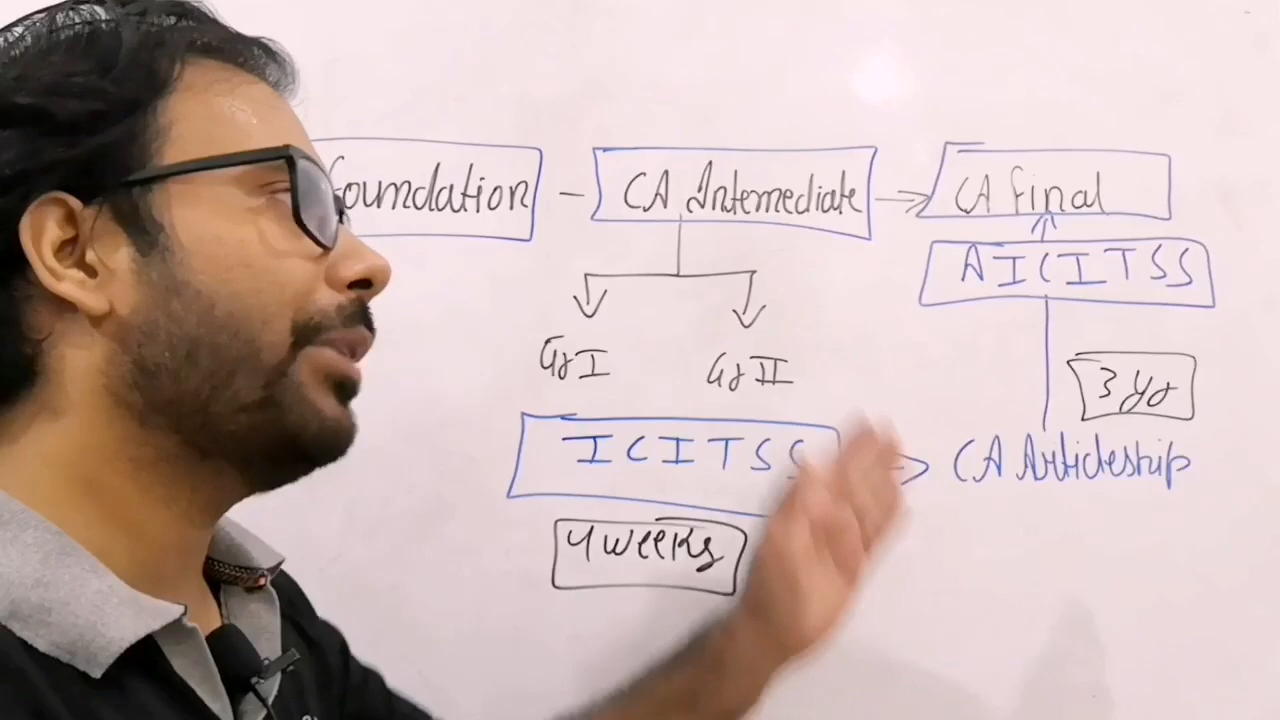 Foundation - CA Intermediate → CA Final
AICITSS
Gr I Gr II
3 yr
ICITSS → CA Articleship
4 weeks